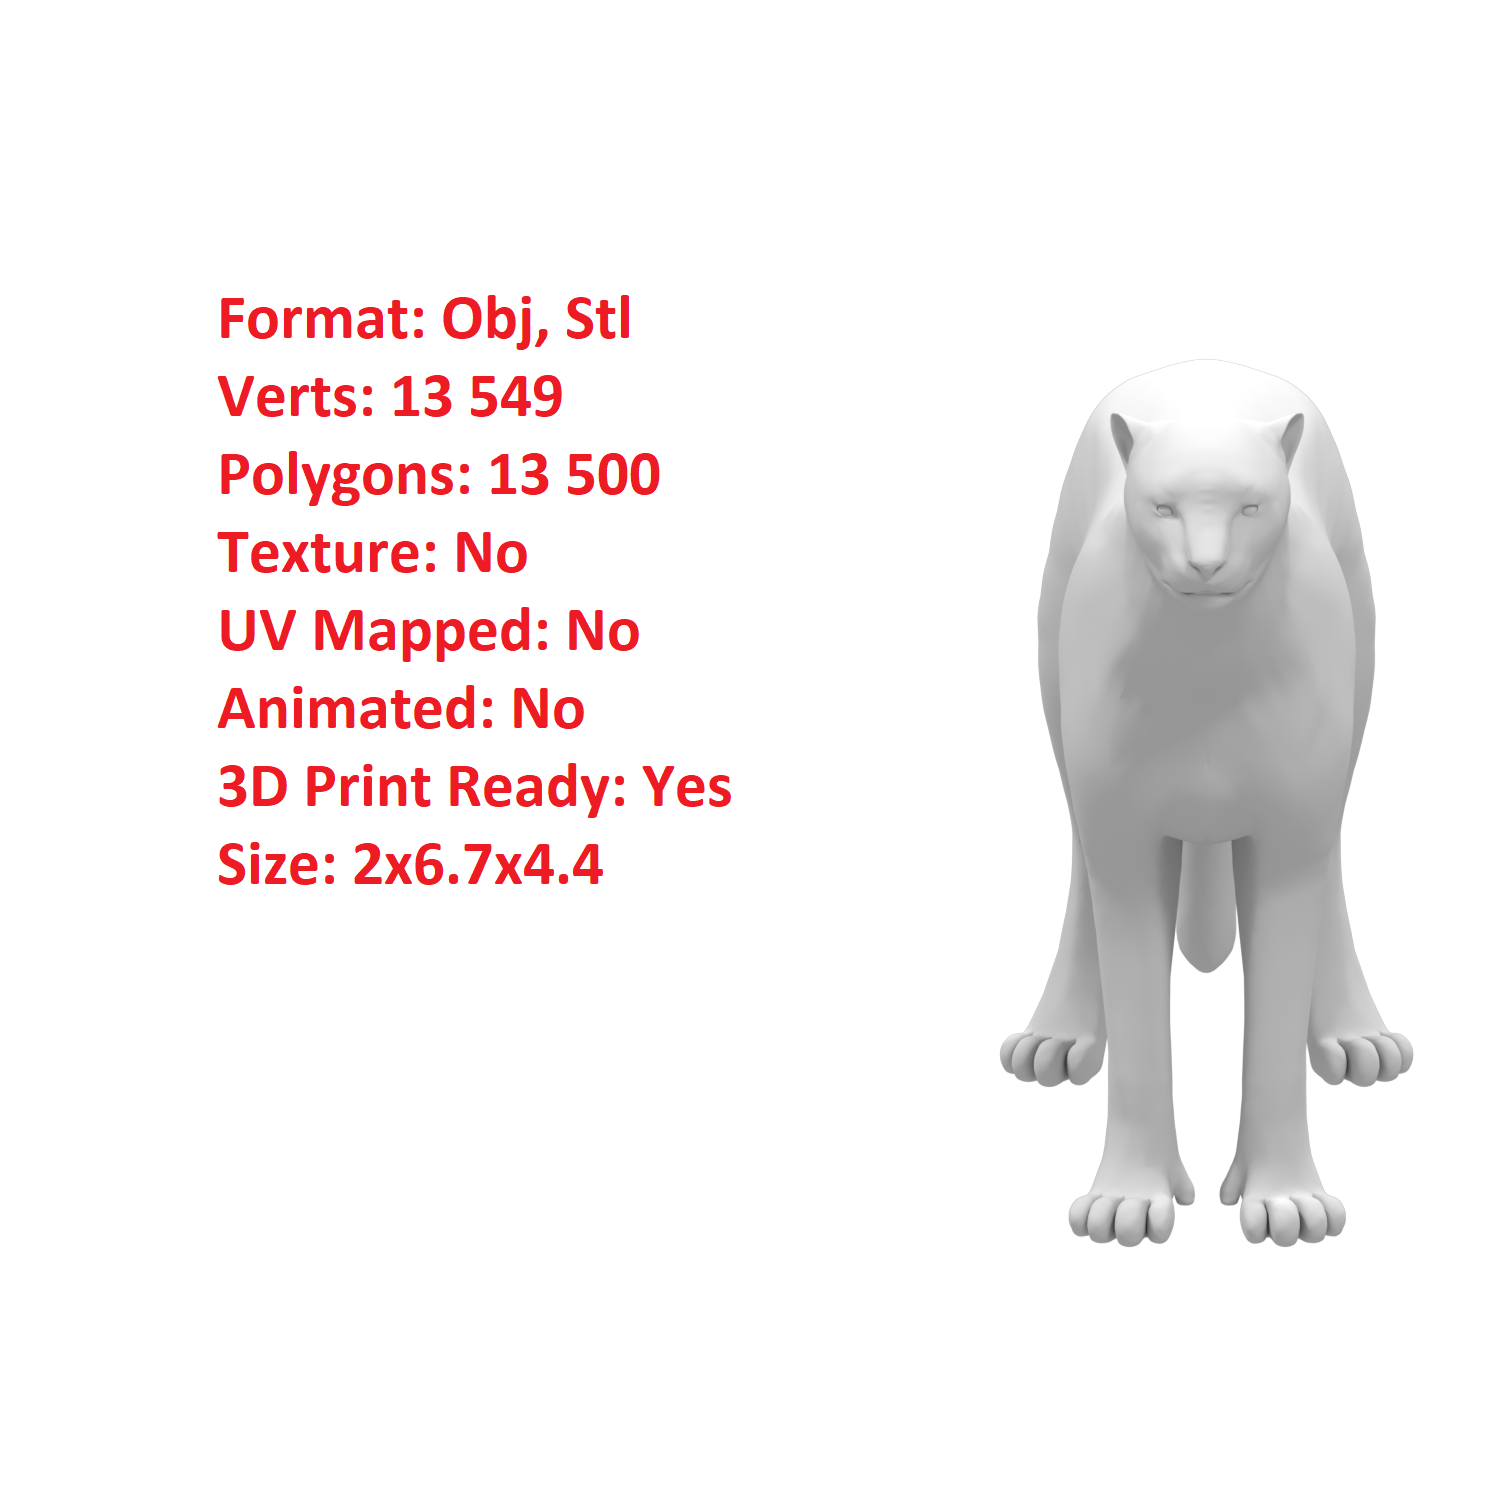 Format: Obj, Stl
Verts: 13 549
Polygons: 13 500
Texture: No
UV Mapped: No
Animated: No
3D Print Ready: Yes
Size: 2x6.7x4.4